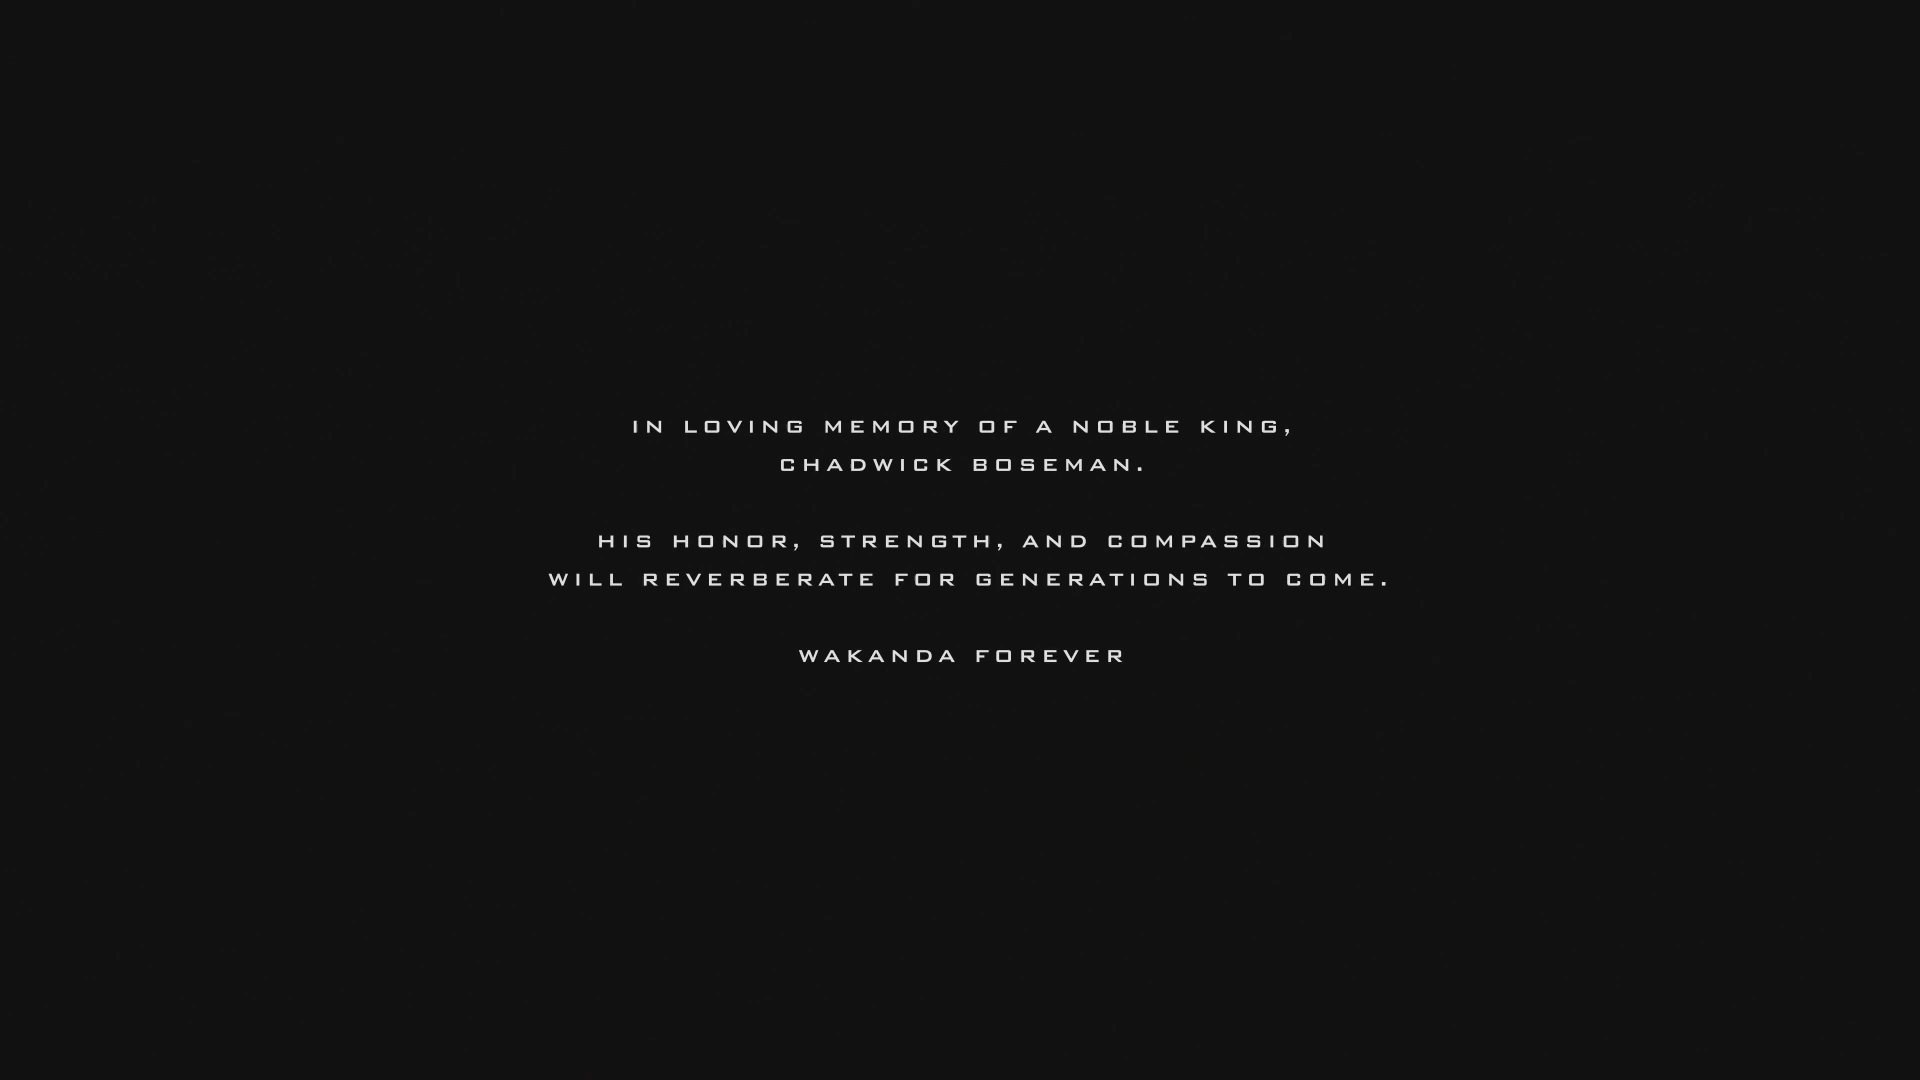 IN LOVING MEMORY OF A NOBLE KING,
CHADWICK BOSEMAN.
HIS HONOR, STRENGTH, AND COMPASSION
WILL REVERBERATE FOR GENERATIONS TO COME.
WAKANDA FOREVER